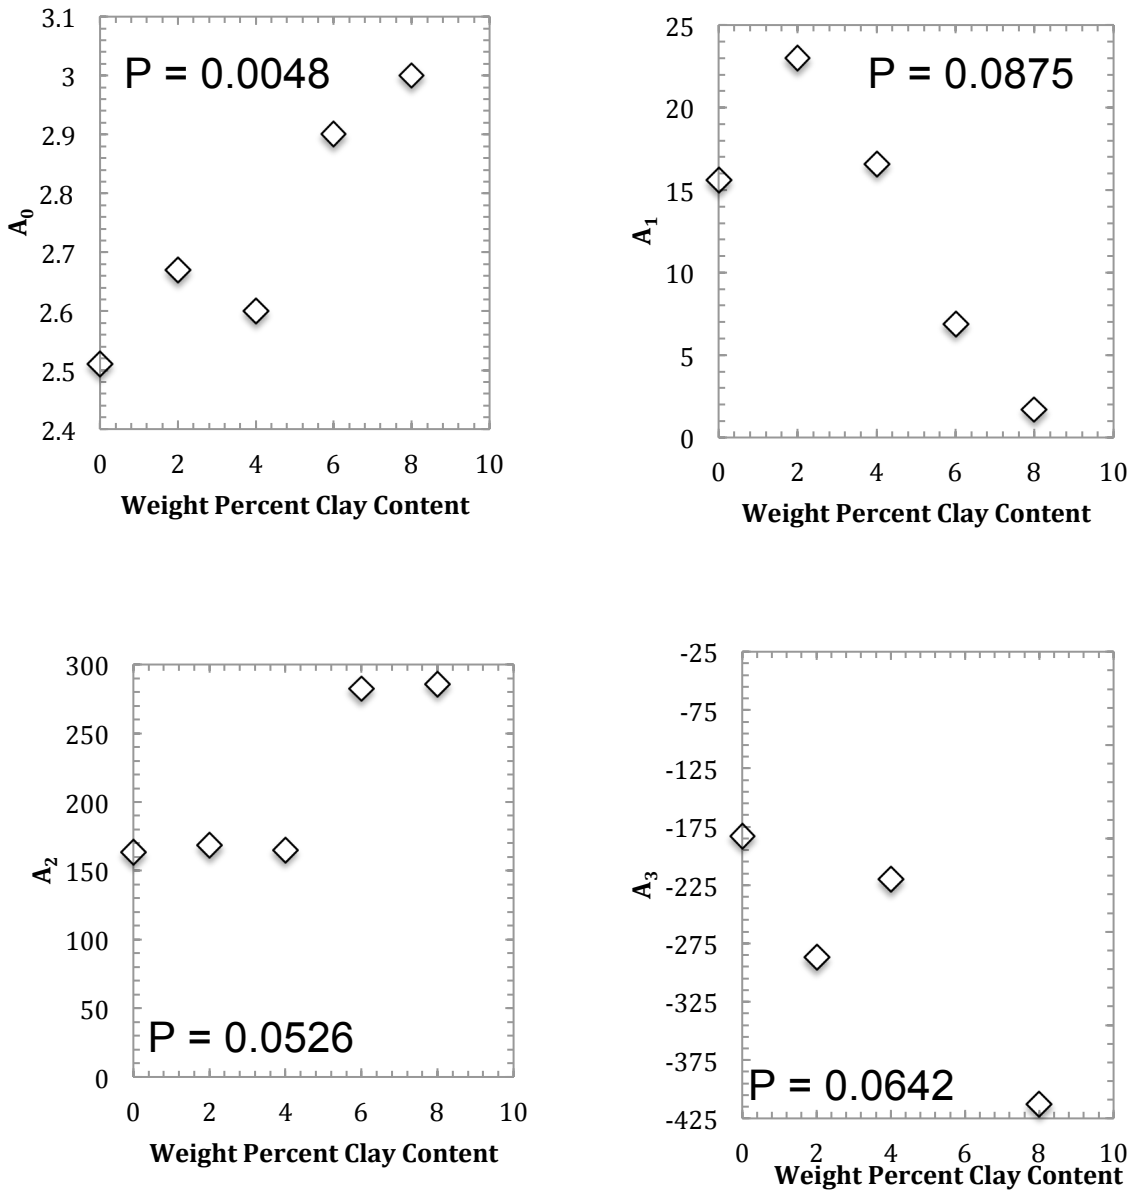 3.1
3
2.9
2.8
2.7
2.6
2.5
2.4
A₀
P = 0.0048
0 2 4 6 8 10
Weight Percent Clay Content
25
20
15
10
5
0
A₁
P = 0.0875
0 2 4 6 8 10
Weight Percent Clay Content
300
250
200
150
100
50
0
A₂
P = 0.0526
0 2 4 6 8 10
Weight Percent Clay Content
-25
-75
-125
-175
-225
-275
-325
-375
-425
A₃
P = 0.0642
0 2 4 6 8 10
Weight Percent Clay Content